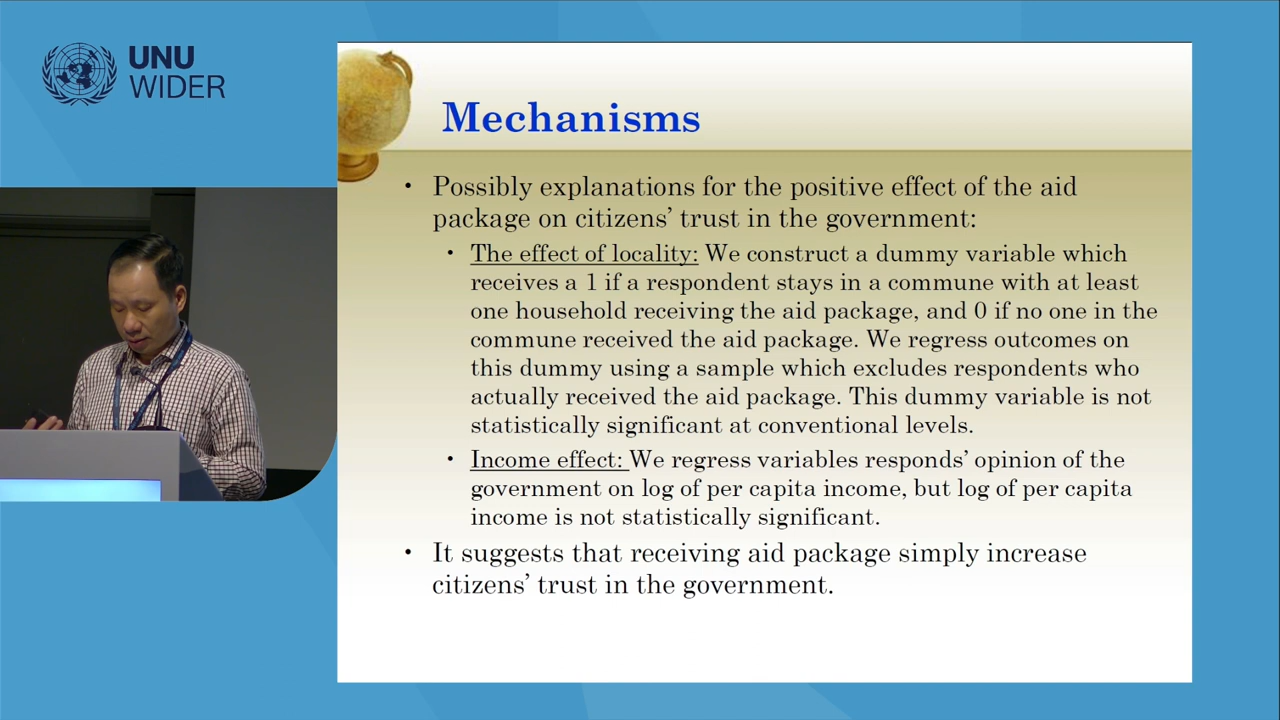 UNU
WIDER
Mechanisms
• Possibly explanations for the positive effect of the aid
package on citizens' trust in the government:
• The effect of locality: We construct a dummy variable which
receives a 1 if a respondent stays in a commune with at least
one household receiving the aid package, and 0 if no one in the
commune received the aid package. We regress outcomes on
this dummy using a sample which excludes respondents who
actually received the aid package. This dummy variable is not
statistically significant at conventional levels.
• Income effect: We regress variables responds' opinion of the
government on log of per capita income, but log of per capita
income is not statistically significant.
• It suggests that receiving aid package simply increase
citizens' trust in the government.